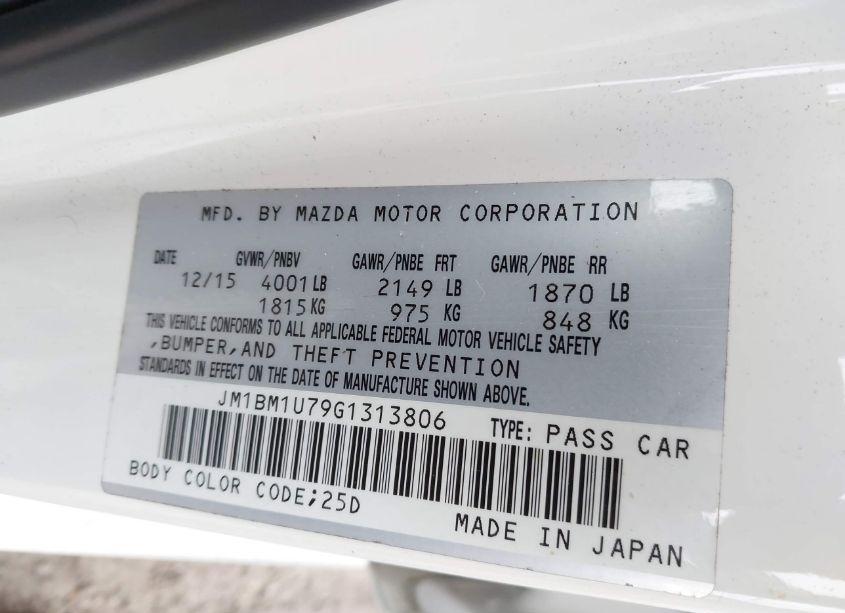 MFD. BY MAZDA MOTOR CORPORATION
DATE GVWR/PNBV GAWR/PNBE FRT GAWR/PNBE RR
12/15 4001 LB 2149 LB 1870 LB
1815 KG 975 KG 848 KG
THIS VEHICLE CONFORMS TO ALL APPLICABLE FEDERAL MOTOR VEHICLE SAFETY
,BUMPER,AND THEFT PREVENTION
STANDARDS IN EFFECT ON THE DATE OF MANUFACTURE SHOWN ABOVE.
JM1BM1U79G1313806 TYPE: PASS CAR
BODY COLOR CODE;25D
MADE IN JAPAN